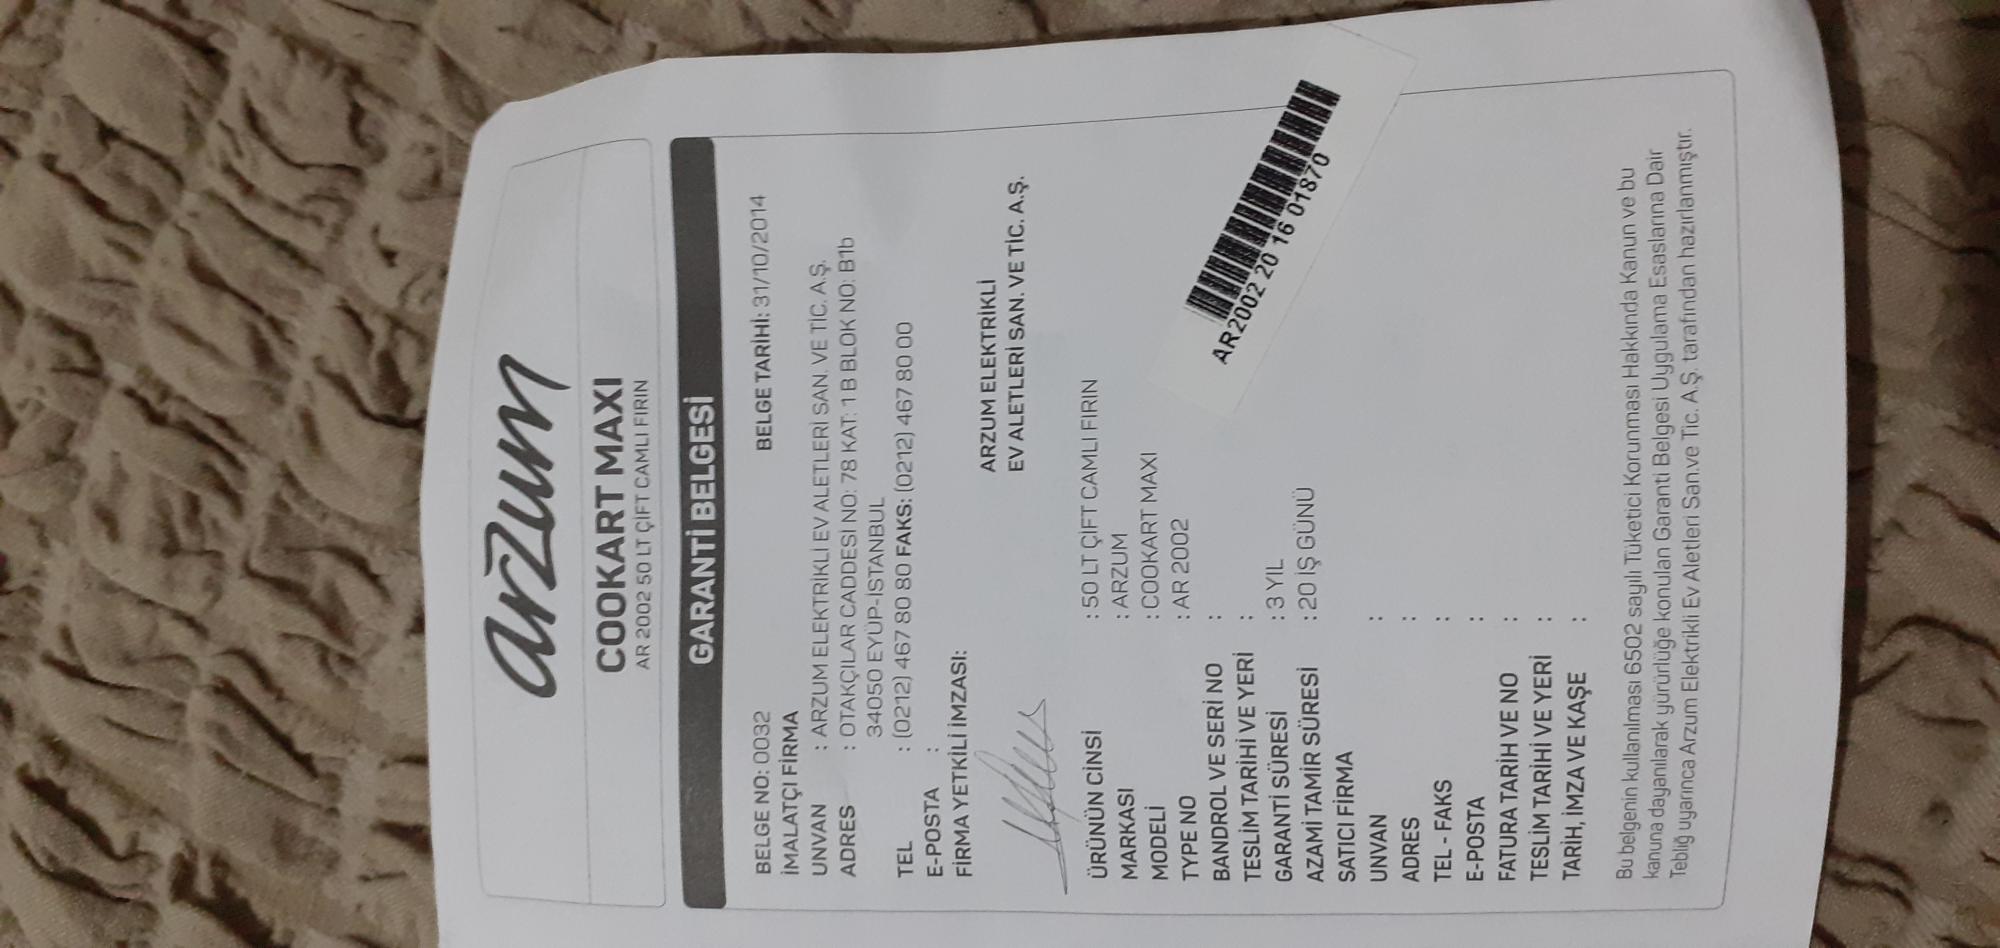 arzum
COOKART MAXI
AR 2002 50 LT ÇİFT CAMLI FIRIN
GARANTİ BELGESİ
BELGE NO: 0032 BELGE TARİHİ: 31/10/2014
İMALATÇI FİRMA
UNVAN : ARZUM ELEKTRİKLİ EV ALETLERİ SAN. VE TİC. A.Ş.
ADRES : OTAKÇILAR CADDESİ NO: 78 KAT: 1 B BLOK NO: B1b
34050 EYÜP-İSTANBUL
TEL : (0212) 467 80 80 FAKS: (0212) 467 80 00
E-POSTA :
FİRMA YETKİLİ İMZASI:
ARZUM ELEKTRİKLİ
EV ALETLERİ SAN. VE TİC. A.Ş.
ÜRÜNÜN CİNSİ : 50 LT ÇİFT CAMLI FIRIN
MARKASI : ARZUM
MODELİ : COOKART MAXI
TYPE NO : AR 2002
BANDROL VE SERİ NO :
AR2002 20 16 01870
TESLİM TARİHİ VE YERİ :
GARANTİ SÜRESİ : 3 YIL
AZAMİ TAMİR SÜRESİ : 20 İŞ GÜNÜ
SATICI FİRMA
UNVAN :
ADRES :
TEL - FAKS :
E-POSTA :
FATURA TARİH VE NO :
TESLİM TARİHİ VE YERİ :
TARİH, İMZA VE KAŞE :
Bu belgenin kullanılması 6502 sayılı Tüketici Korunması Hakkında Kanun ve bu
kanuna dayanılarak yürürlüğe konulan Garanti Belgesi Uygulama Esaslarına Dair
Tebliğ uyarınca Arzum Elektrikli Ev Aletleri San.ve Tic. A.Ş. tarafından hazırlanmıştır.